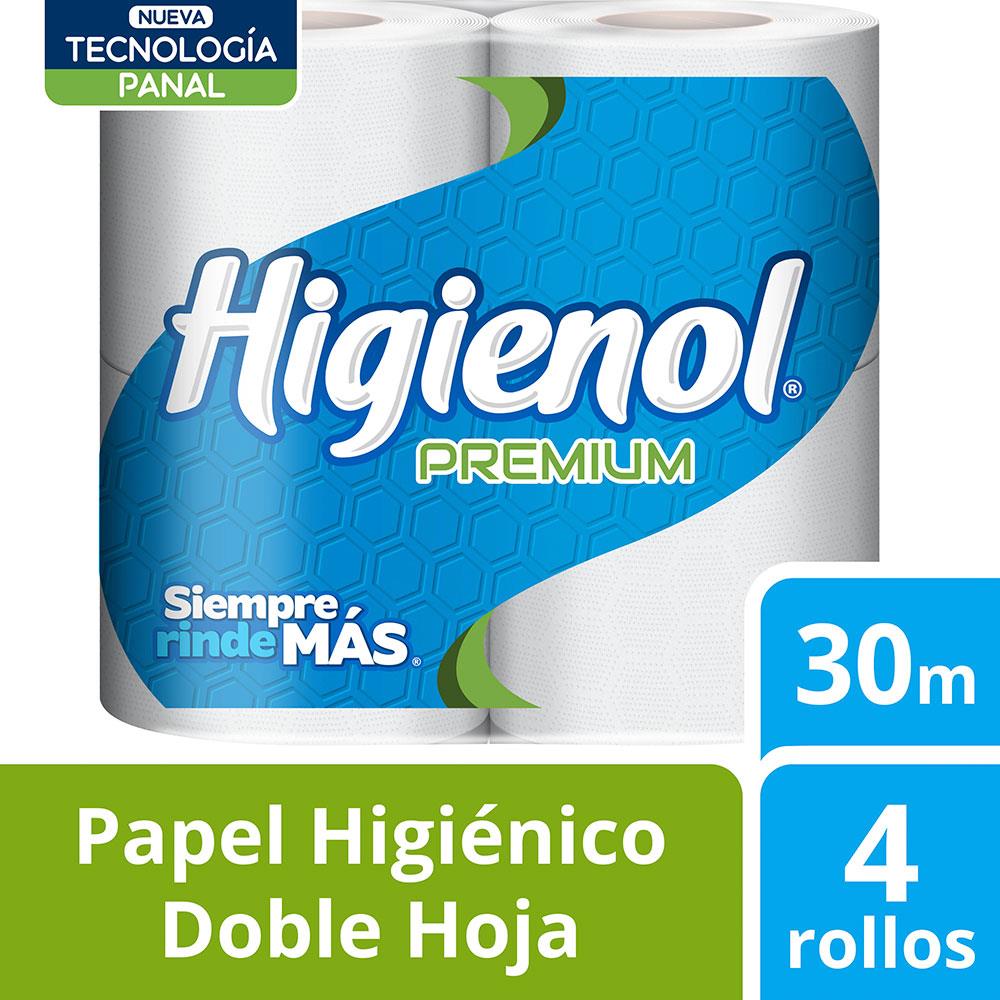 NUEVA
TECNOLOGÍA
PANAL
Higienol®
PREMIUM
Siempre
rinde MÁS®
30m
Papel Higiénico
Doble Hoja
4
rollos